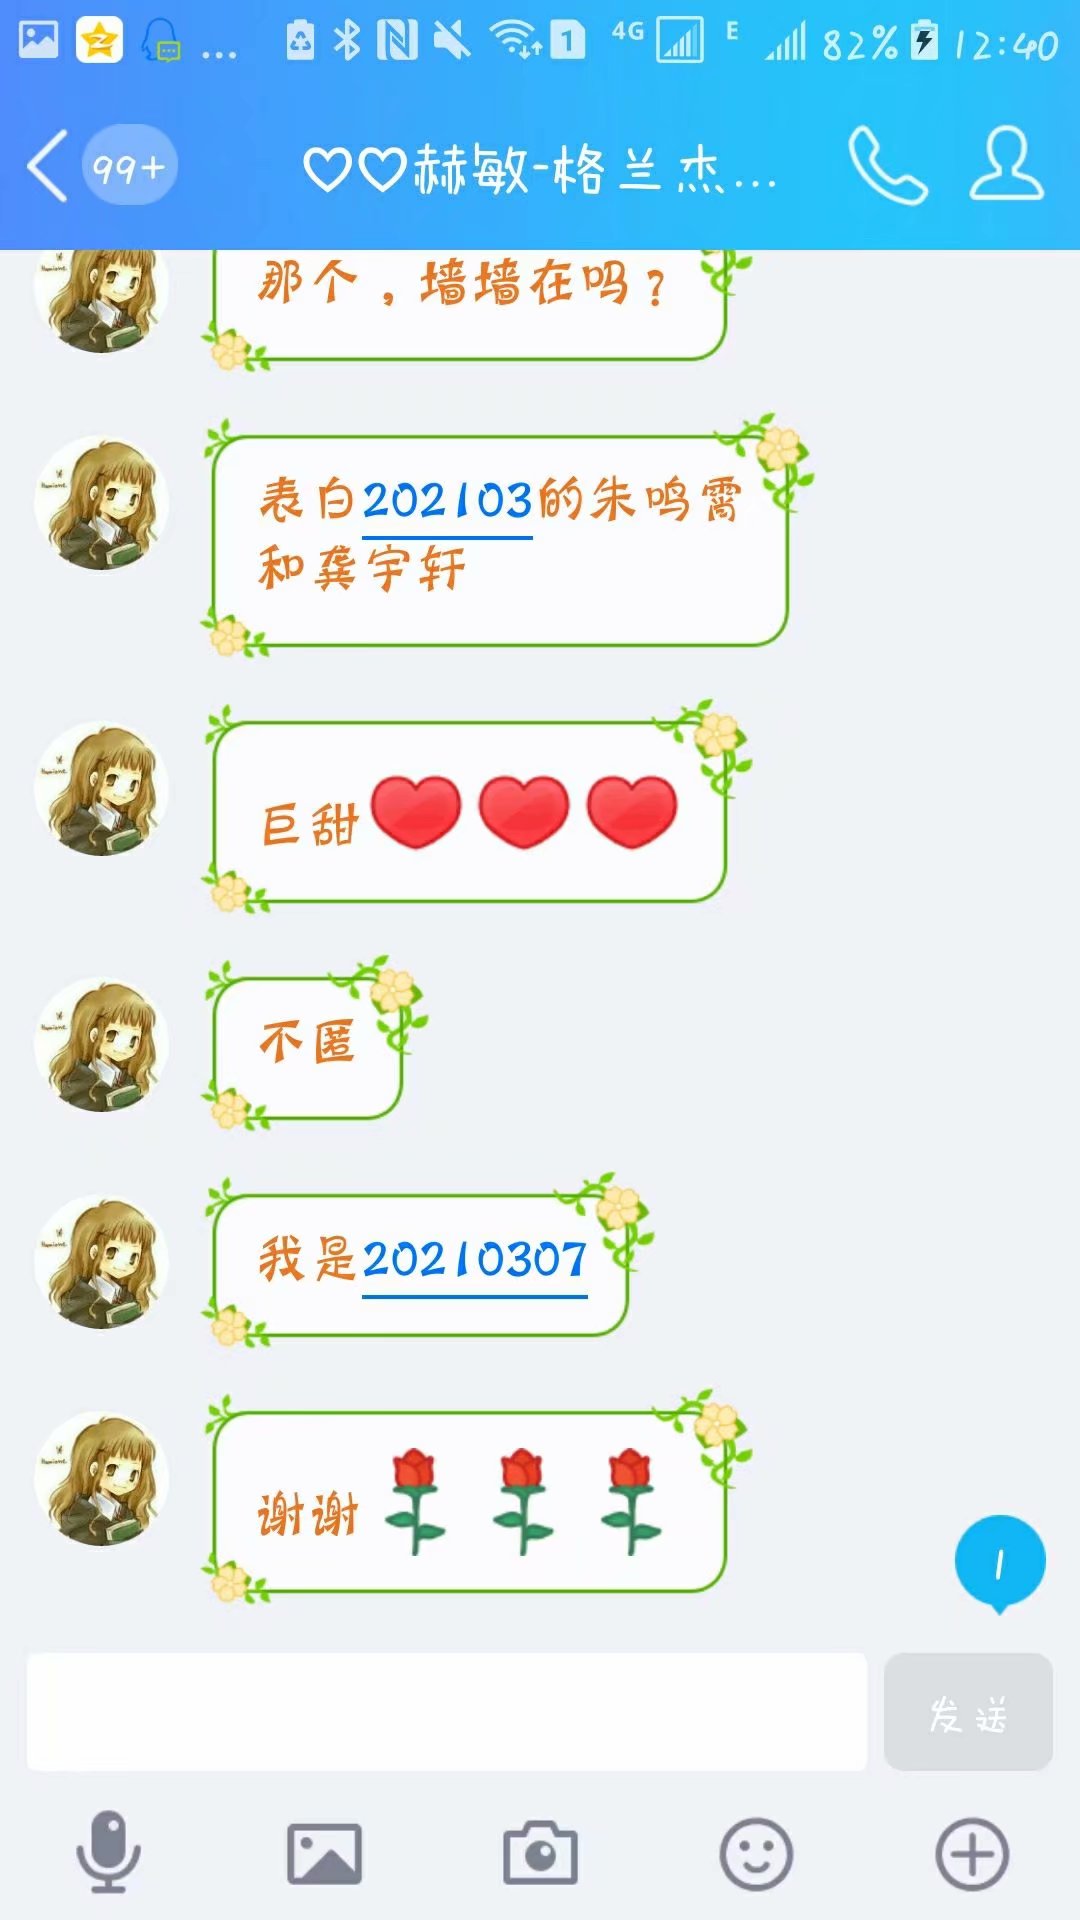 4G
1
E
82%
12:40
99+
♡♡赫敏-格兰杰...
那个，墙墙在吗？
表白202103的朱鸣霄
和龚宇轩
巨甜❤❤❤
不匿
我是20210307
谢谢🌹🌹🌹
1
发送